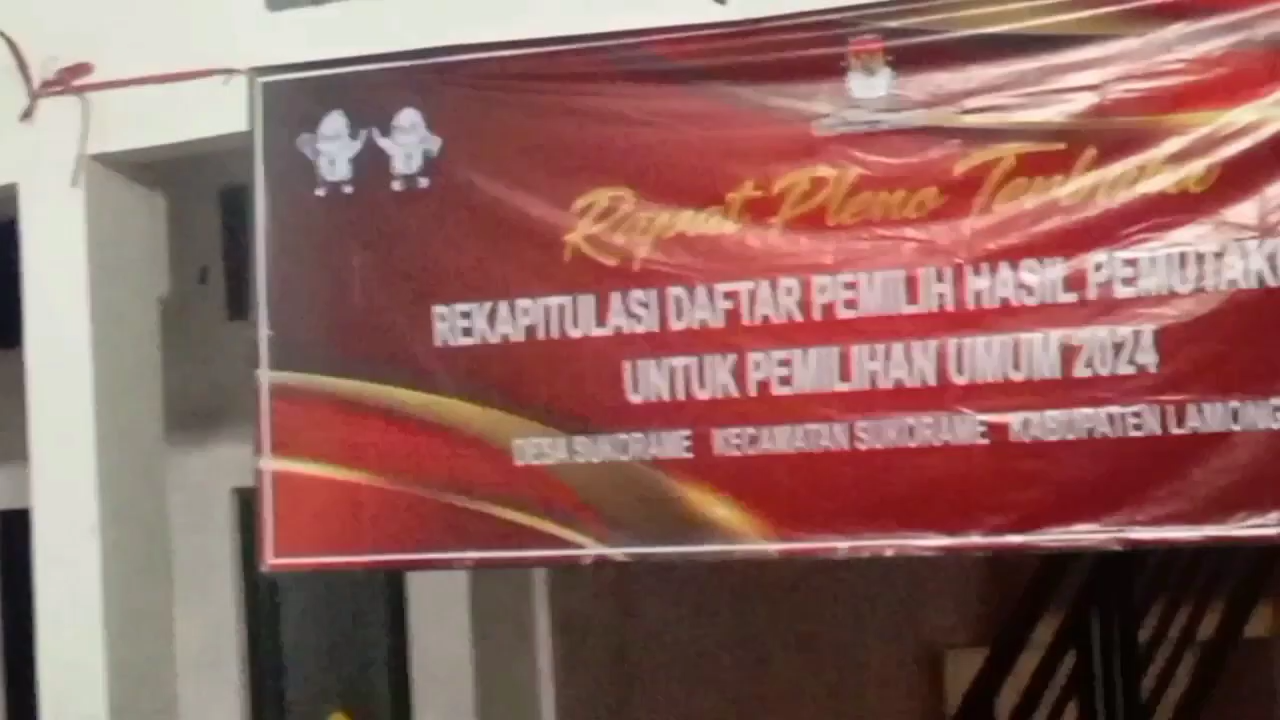 Rapat Pleno Terbuka
REKAPITULASI DAFTAR PEMILIH HASIL PEMUTAK
UNTUK PEMILIHAN UMUM 2024
DESA SUKORAME KECAMATAN SUKORAME KABUPATEN LAMONG